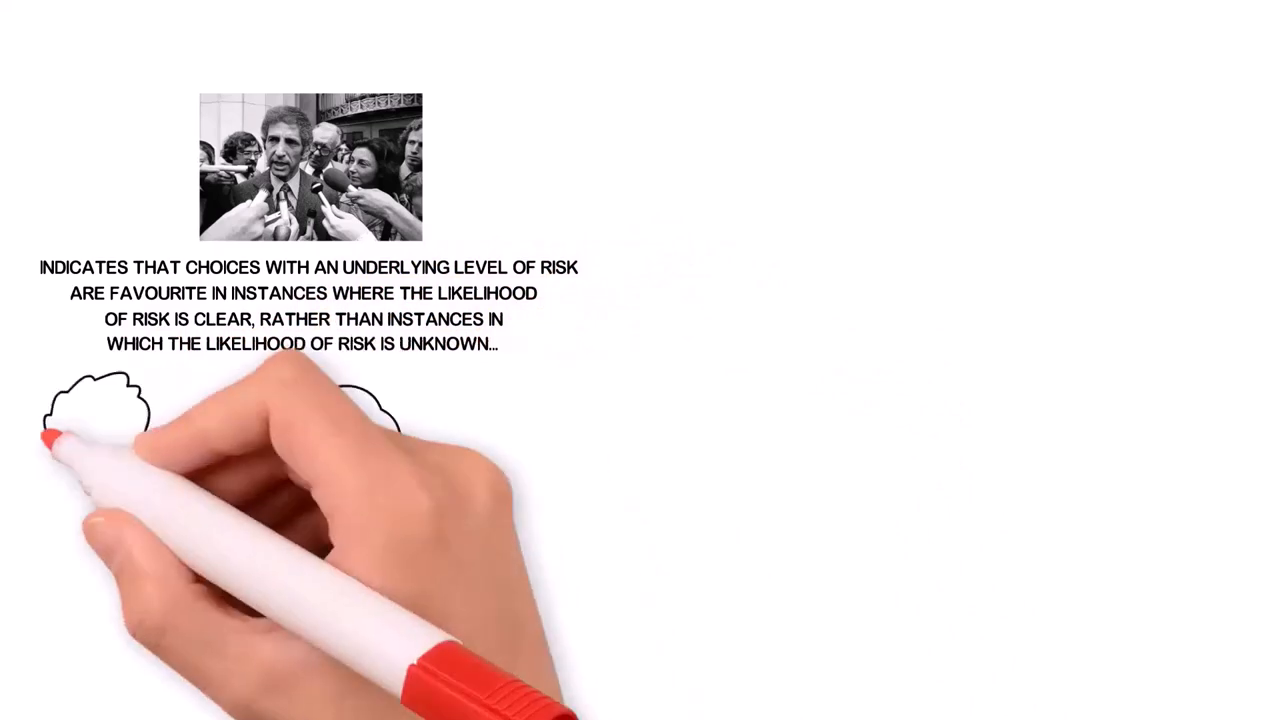 INDICATES THAT CHOICES WITH AN UNDERLYING LEVEL OF RISK
ARE FAVOURITE IN INSTANCES WHERE THE LIKELIHOOD
OF RISK IS CLEAR, RATHER THAN INSTANCES IN
WHICH THE LIKELIHOOD OF RISK IS UNKNOWN...